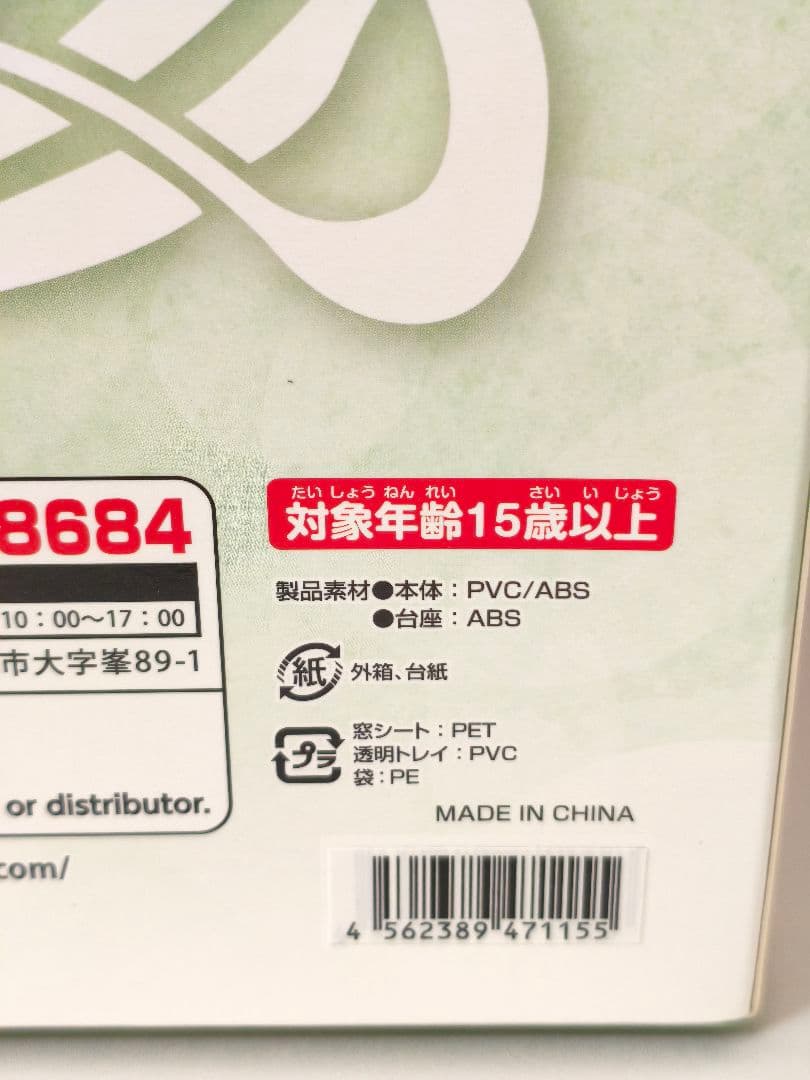 8684
10：00～17：00
市大字峯89-1
or distributor.
.com/
たいしょうねんれい さいいじょう
対象年齢15歳以上
製品素材●本体：PVC/ABS
●台座：ABS
紙 外箱、台紙
プラ
窓シート：PET
透明トレイ：PVC
袋：PE
MADE IN CHINA
4 562389 471155